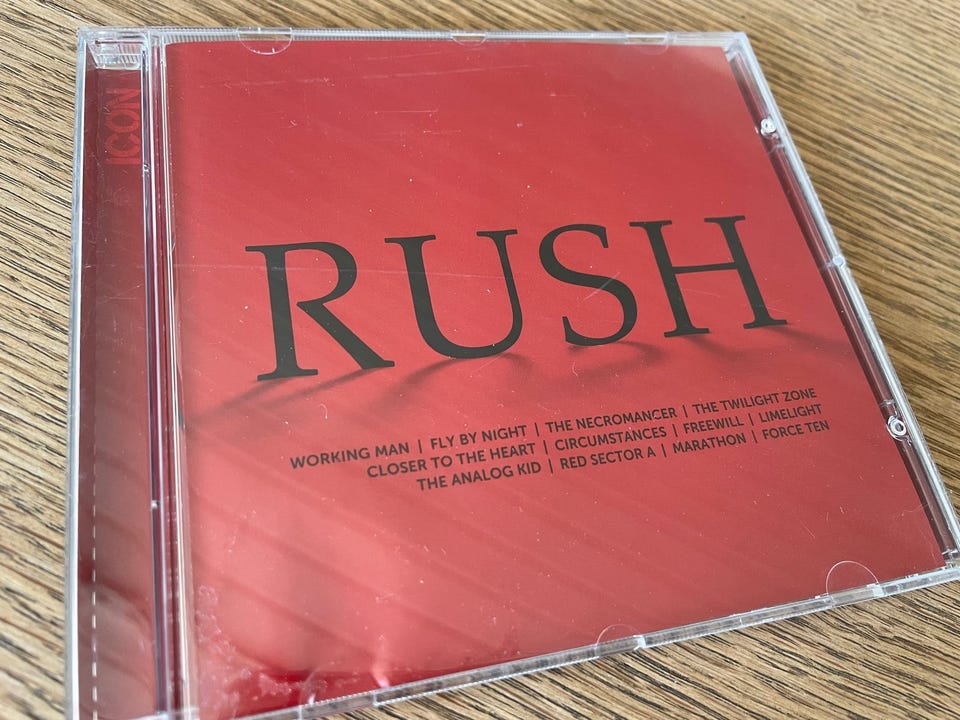 ICON
RUSH
WORKING MAN | FLY BY NIGHT | THE NECROMANCER | THE TWILIGHT ZONE
CLOSER TO THE HEART | CIRCUMSTANCES | FREEWILL | LIMELIGHT
THE ANALOG KID | RED SECTOR A | MARATHON | FORCE TEN